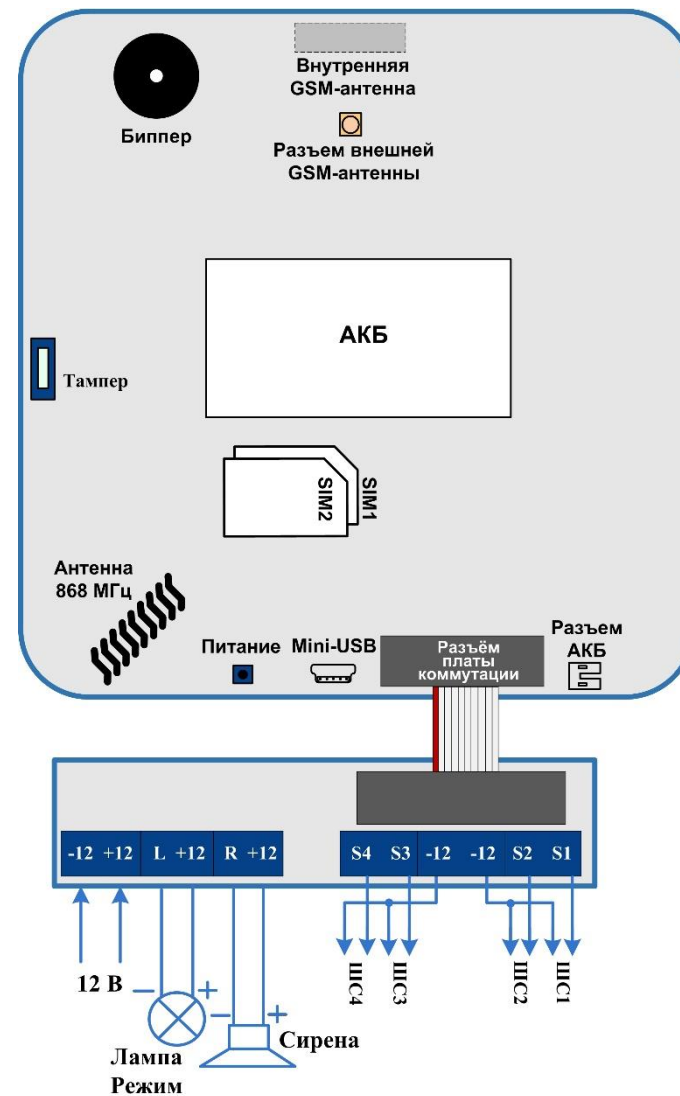 Внутренняя
GSM-антенна
Биппер
Разъем внешней
GSM-антенны
АКБ
Тампер
SIM1
SIM2
Антенна
868 МГц
Питание
Mini-USB
Разъём
платы
коммутации
Разъем
АКБ
-12 +12 L +12 R +12
S4 S3 -12 -12 S2 S1
12 В
– +
– +
ШС4
ШС3
ШС2
ШС1
Сирена
Лампа
Режим